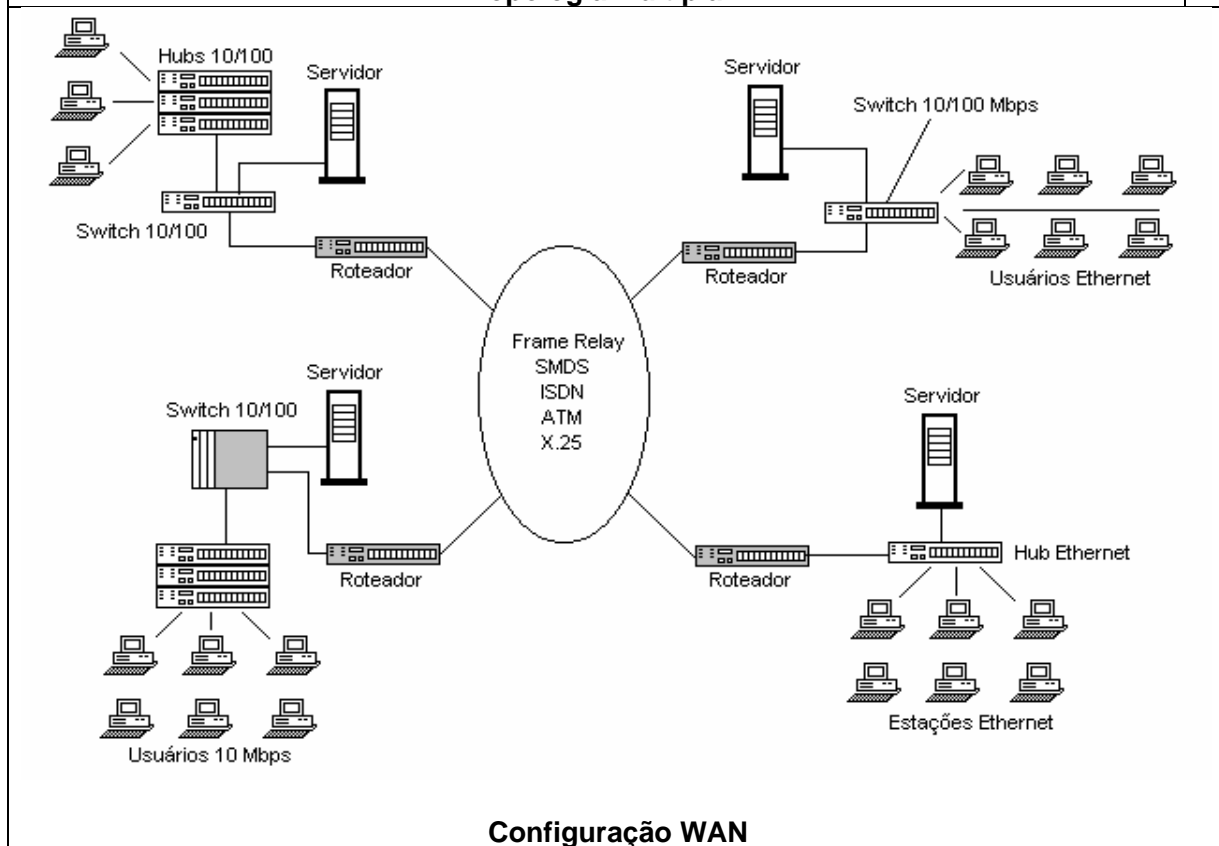 Hubs 10/100
Servidor
Switch 10/100
Roteador
Servidor
Switch 10/100 Mbps
Roteador
Usuários Ethernet
Frame Relay
SMDS
ISDN
ATM
X.25
Servidor
Switch 10/100
Roteador
Usuários 10 Mbps
Servidor
Hub Ethernet
Roteador
Estações Ethernet
Configuração WAN